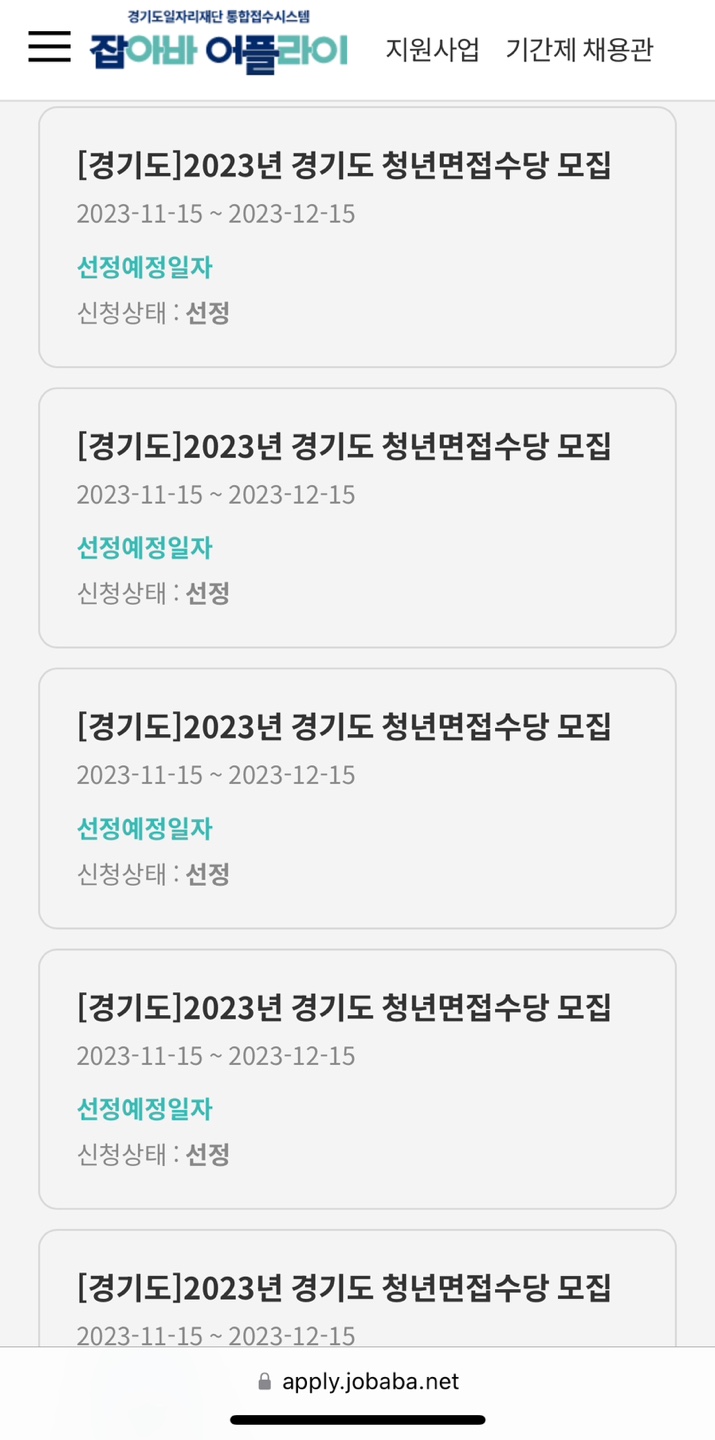 경기도일자리재단 통합접수시스템
잡아바 어플라이 지원사업 기간제 채용관
[경기도]2023년 경기도 청년면접수당 모집
2023-11-15 ~ 2023-12-15
선정예정일자
신청상태 : 선정
[경기도]2023년 경기도 청년면접수당 모집
2023-11-15 ~ 2023-12-15
선정예정일자
신청상태 : 선정
[경기도]2023년 경기도 청년면접수당 모집
2023-11-15 ~ 2023-12-15
선정예정일자
신청상태 : 선정
[경기도]2023년 경기도 청년면접수당 모집
2023-11-15 ~ 2023-12-15
선정예정일자
신청상태 : 선정
[경기도]2023년 경기도 청년면접수당 모집
2023-11-15 ~ 2023-12-15
apply.jobaba.net